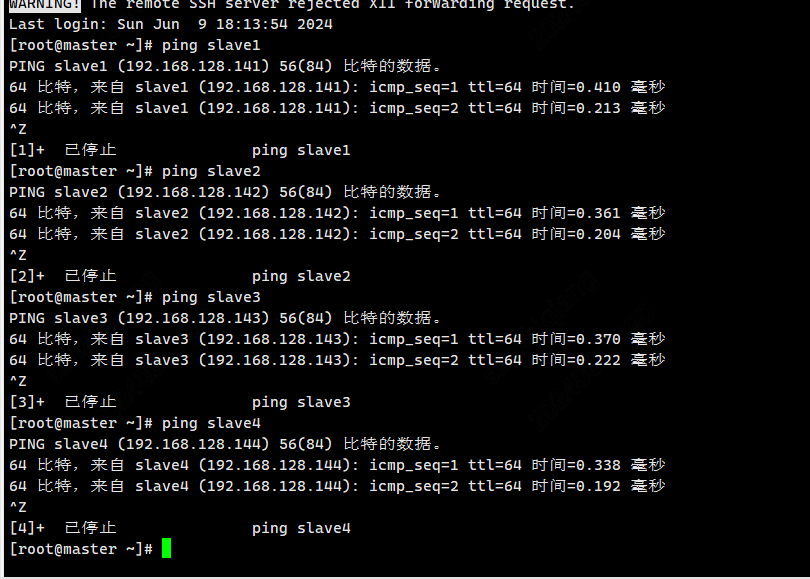 WARNING! The remote SSH server rejected X11 forwarding request.
Last login: Sun Jun  9 18:13:54 2024
[root@master ~]# ping slave1
PING slave1 (192.168.128.141) 56(84) 比特的数据。
64 比特，来自 slave1 (192.168.128.141): icmp_seq=1 ttl=64 时间=0.410 毫秒
64 比特，来自 slave1 (192.168.128.141): icmp_seq=2 ttl=64 时间=0.213 毫秒
^Z
[1]+  已停止               ping slave1
[root@master ~]# ping slave2
PING slave2 (192.168.128.142) 56(84) 比特的数据。
64 比特，来自 slave2 (192.168.128.142): icmp_seq=1 ttl=64 时间=0.361 毫秒
64 比特，来自 slave2 (192.168.128.142): icmp_seq=2 ttl=64 时间=0.204 毫秒
^Z
[2]+  已停止               ping slave2
[root@master ~]# ping slave3
PING slave3 (192.168.128.143) 56(84) 比特的数据。
64 比特，来自 slave3 (192.168.128.143): icmp_seq=1 ttl=64 时间=0.370 毫秒
64 比特，来自 slave3 (192.168.128.143): icmp_seq=2 ttl=64 时间=0.222 毫秒
^Z
[3]+  已停止               ping slave3
[root@master ~]# ping slave4
PING slave4 (192.168.128.144) 56(84) 比特的数据。
64 比特，来自 slave4 (192.168.128.144): icmp_seq=1 ttl=64 时间=0.338 毫秒
64 比特，来自 slave4 (192.168.128.144): icmp_seq=2 ttl=64 时间=0.192 毫秒
^Z
[4]+  已停止               ping slave4
[root@master ~]#